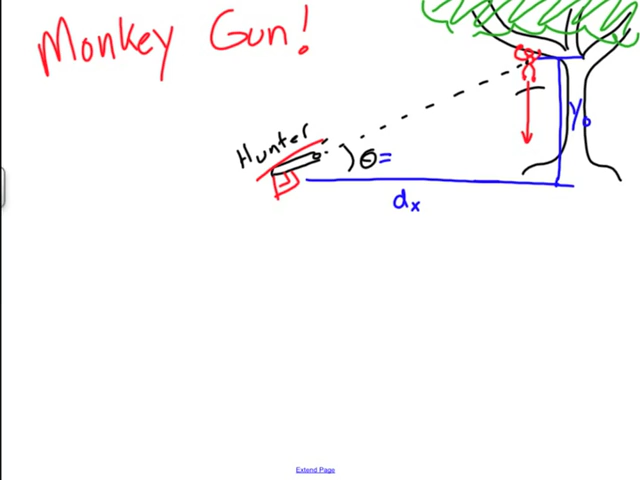 Monkey Gun!
Hunter
θ=
y₀
dₓ
Extend Page